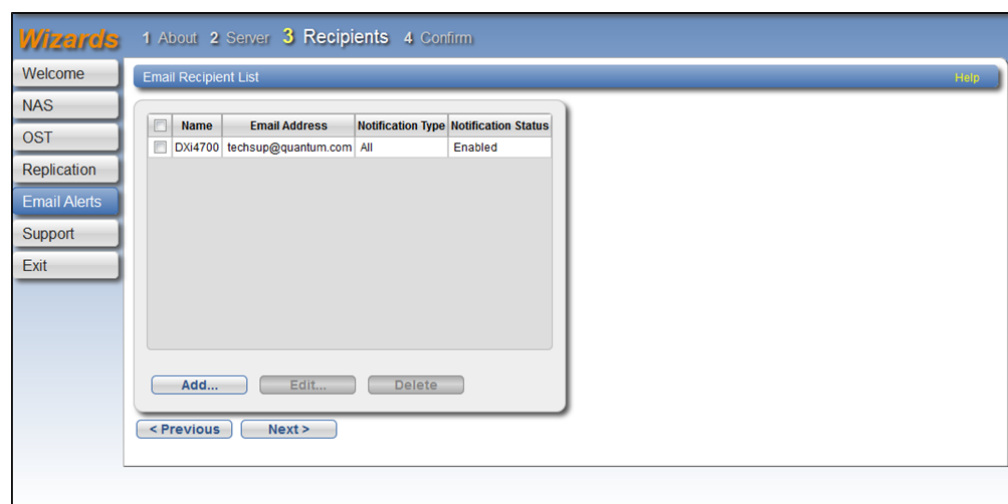 Wizards 1 About 2 Server 3 Recipients 4 Confirm
Welcome
NAS
OST
Replication
Email Alerts
Support
Exit
Email Recipient List Help
Name Email Address Notification Type Notification Status
DXi4700 techsup@quantum.com All Enabled
Add... Edit... Delete
< Previous Next >